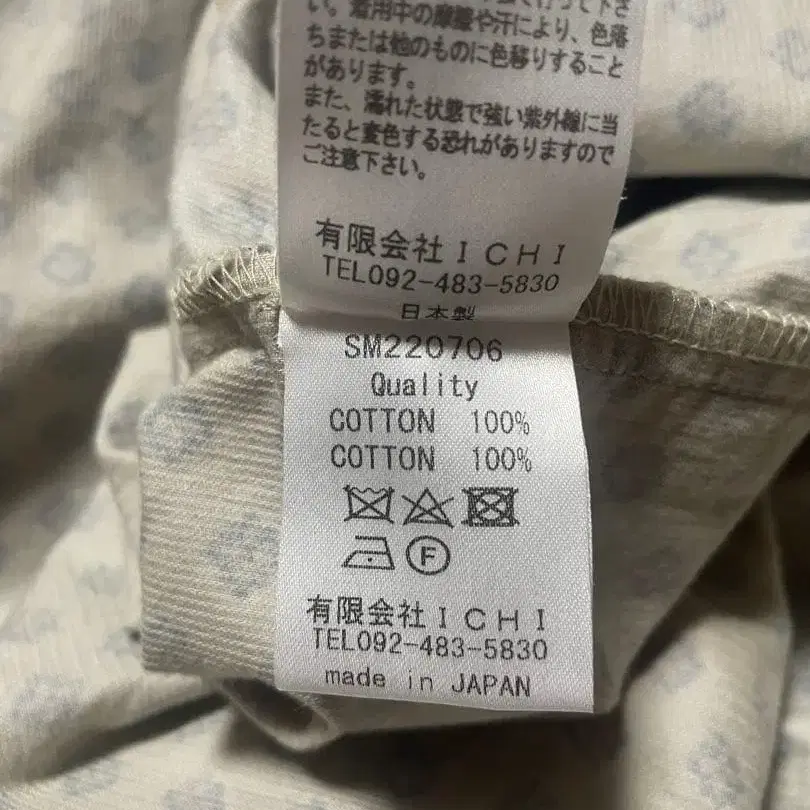 い。着用中の摩擦や汗により、色落
ちまたは他のものに色移りすること
があります。
また、濡れた状態で強い紫外線に当
たると変色する恐れがありますので
ご注意下さい。
有限会社ICHI
TEL092-483-5830
日本製
SM220706
Quality
COTTON 100%
COTTON 100%
F
有限会社ICHI
TEL092-483-5830
made in JAPAN